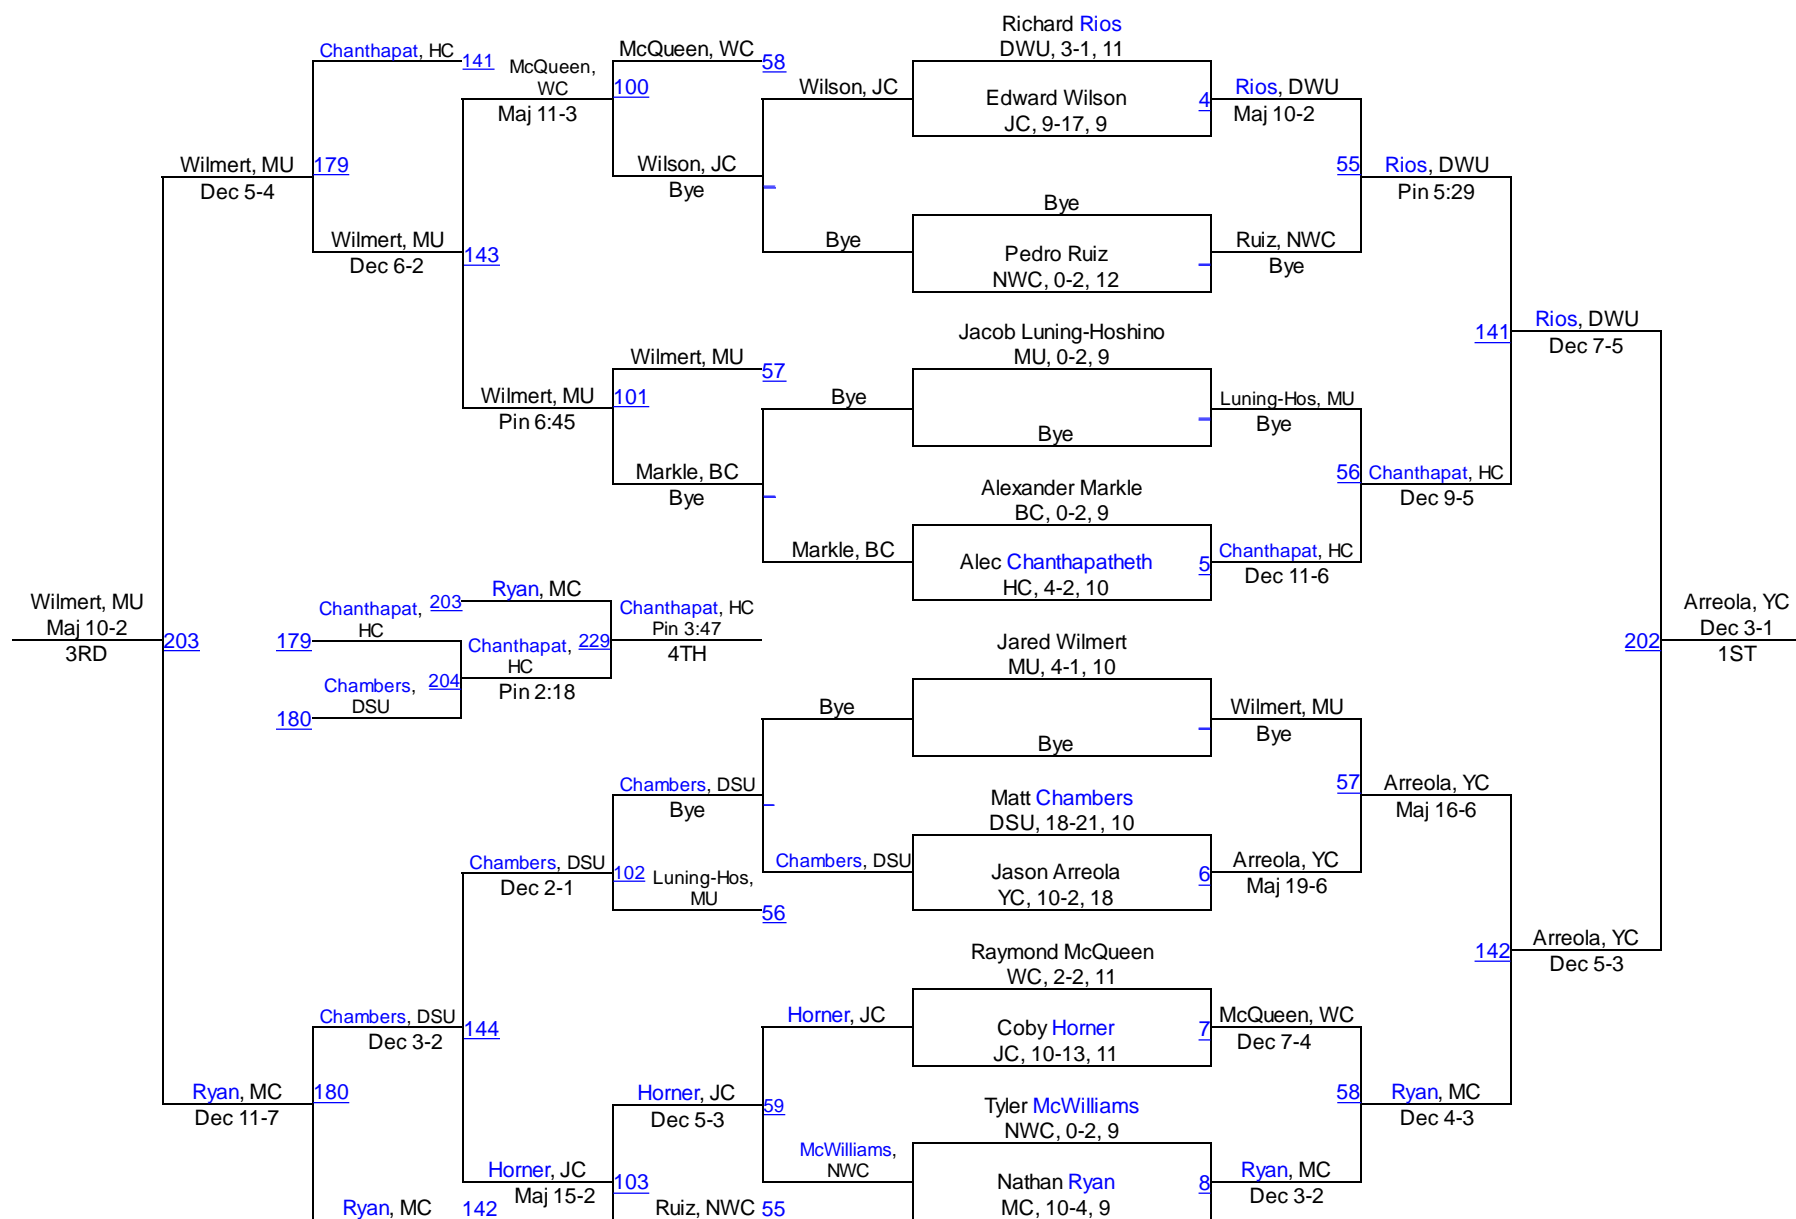 Richard Rios
DWU, 3-1, 11
Edward Wilson
JC, 9-17, 9
4
Bye
Pedro Ruiz
NWC, 0-2, 12
Jacob Luning-Hoshino
MU, 0-2, 9
Bye
Alexander Markle
BC, 0-2, 9
Alec Chanthapatheth
HC, 4-2, 10
5
Jared Wilmert
MU, 4-1, 10
Bye
Matt Chambers
DSU, 18-21, 10
Jason Arreola
YC, 10-2, 18
6
Raymond McQueen
WC, 2-2, 11
Coby Horner
JC, 10-13, 11
7
Tyler McWilliams
NWC, 0-2, 9
Nathan Ryan
MC, 10-4, 9
8
Rios, DWU
Maj 10-2
55
Ruiz, NWC
Bye
Luning-Hos, MU
Bye
56
Chanthapat, HC
Dec 11-6
Wilmert, MU
Bye
57
Arreola, YC
Maj 19-6
McQueen, WC
Dec 7-4
58
Ryan, MC
Dec 3-2
Rios, DWU
Pin 5:29
141
Chanthapat, HC
Dec 9-5
Arreola, YC
Maj 16-6
142
Ryan, MC
Dec 4-3
Rios, DWU
Dec 7-5
202
Arreola, YC
Dec 5-3
Arreola, YC
Dec 3-1
1ST
Wilson, JC
Bye
Bye
Markle, BC
Bye
Chambers, DSU
Horner, JC
59
McWilliams,
NWC
McQueen, WC
58
100
Wilson, JC
Bye
Wilmert, MU
57
101
Markle, BC
Bye
Chambers, DSU
Bye
102
Luning-Hos,
MU
56
Horner, JC
Dec 5-3
103
Ruiz, NWC
55
McQueen,
WC
Maj 11-3
143
Wilmert, MU
Pin 6:45
Chambers, DSU
Dec 2-1
144
Horner, JC
Maj 15-2
Chanthapat, HC
141
179
Wilmert, MU
Dec 6-2
Chambers, DSU
Dec 3-2
180
Ryan, MC
142
Wilmert, MU
Dec 5-4
203
Ryan, MC
Dec 11-7
Wilmert, MU
Maj 10-2
3RD
Chanthapat,
HC
179
Chambers,
DSU
180
204
203
Ryan, MC
Chanthapat,
HC
Pin 2:18
229
Chanthapat, HC
Pin 3:47
4TH